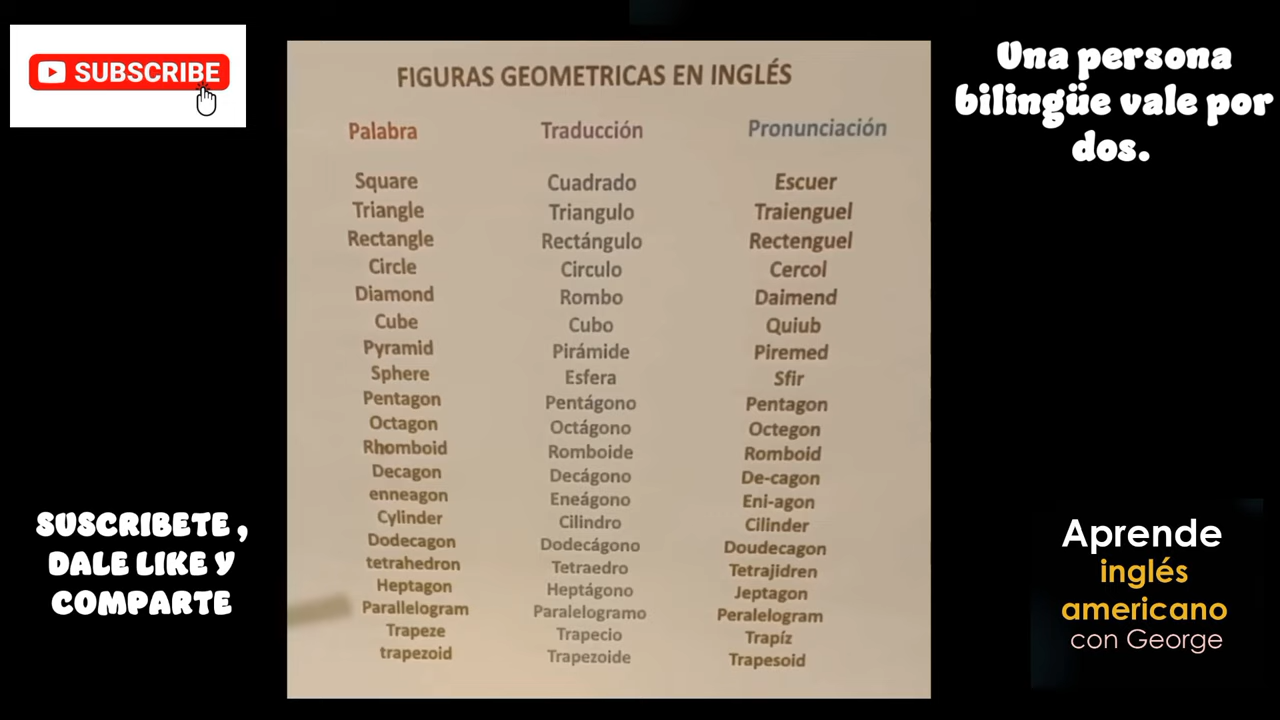 SUBSCRIBE
Una persona
bilingüe vale por
dos.
FIGURAS GEOMETRICAS EN INGLÉS
Palabra Traducción Pronunciación
Square Cuadrado Escuer
Triangle Triangulo Traienguel
Rectangle Rectángulo Rectenguel
Circle Circulo Cercol
Diamond Rombo Daimend
Cube Cubo Quiub
Pyramid Pirámide Piremed
Sphere Esfera Sfir
Pentagon Pentágono Pentagon
Octagon Octágono Octegon
Rhomboid Romboide Romboid
Decagon Decágono De-cagon
enneagon Eneágono Eni-agon
Cylinder Cilindro Cilinder
Dodecagon Dodecágono Doudecagon
tetrahedron Tetraedro Tetrajidren
Heptagon Heptágono Jeptagon
Parallelogram Paralelogramo Peralelogram
Trapeze Trapecio Trapíz
trapezoid Trapezoide Trapesoid
SUSCRIBETE ,
DALE LIKE Y
COMPARTE
Aprende
inglés
americano
con George